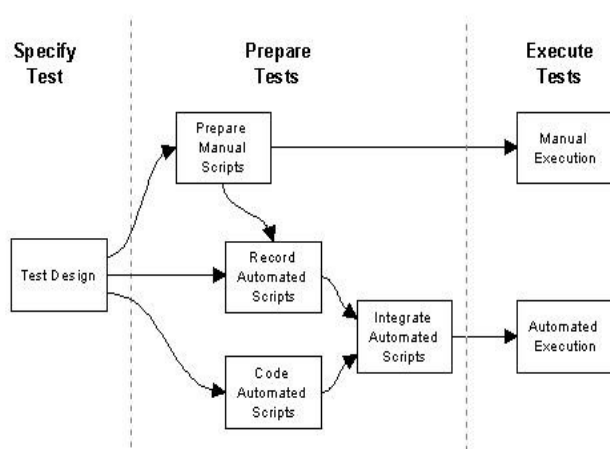 Specify
Test
Prepare
Tests
Execute
Tests
Prepare
Manual
Scripts
Manual
Execution
Test Design
Record
Automated
Scripts
Integrate
Automated
Scripts
Automated
Execution
Code
Automated
Scripts